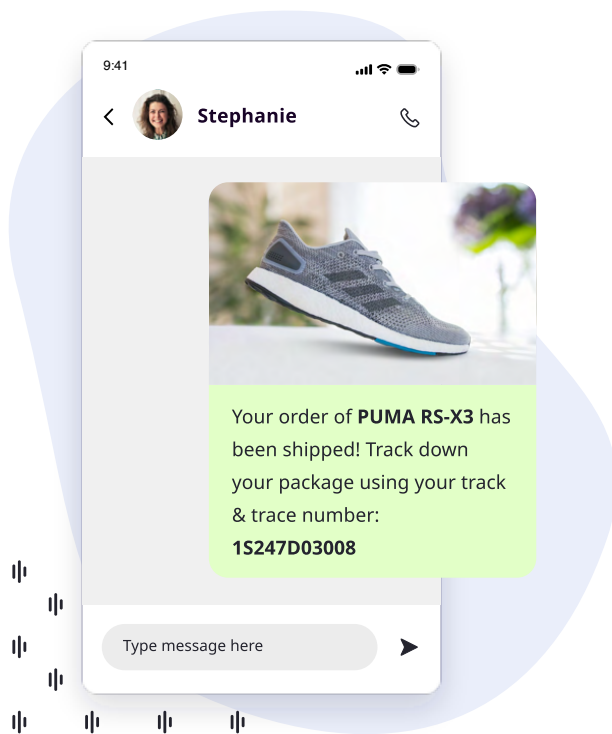 9:41
Stephanie
Your order of PUMA RS-X3 has
been shipped! Track down
your package using your track
& trace number:
1S247D03008
Type message here